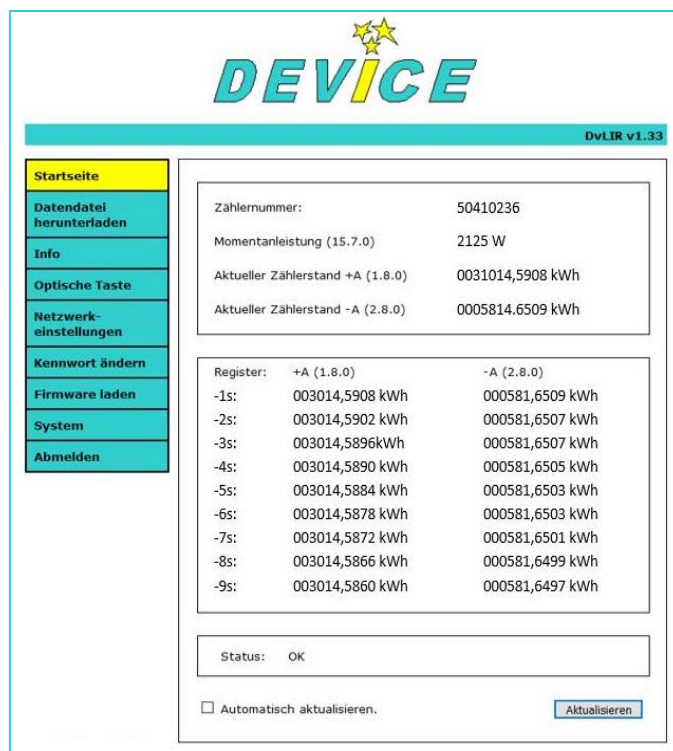 DEVICE
DvLIR v1.33
Startseite
Datendatei
herunterladen
Info
Optische Taste
Netzwerk-
einstellungen
Kennwort ändern
Firmware laden
System
Abmelden
Zählernummer: 50410236
Momentanleistung (15.7.0) 2125 W
Aktueller Zählerstand +A (1.8.0) 0031014,5908 kWh
Aktueller Zählerstand -A (2.8.0) 0005814.6509 kWh
Register: +A (1.8.0) -A (2.8.0)
-1s: 003014,5908 kWh 000581,6509 kWh
-2s: 003014,5902 kWh 000581,6507 kWh
-3s: 003014,5896kWh 000581,6507 kWh
-4s: 003014,5890 kWh 000581,6505 kWh
-5s: 003014,5884 kWh 000581,6503 kWh
-6s: 003014,5878 kWh 000581,6503 kWh
-7s: 003014,5872 kWh 000581,6501 kWh
-8s: 003014,5866 kWh 000581,6499 kWh
-9s: 003014,5860 kWh 000581,6497 kWh
Status: OK
Automatisch aktualisieren.
Aktualisieren